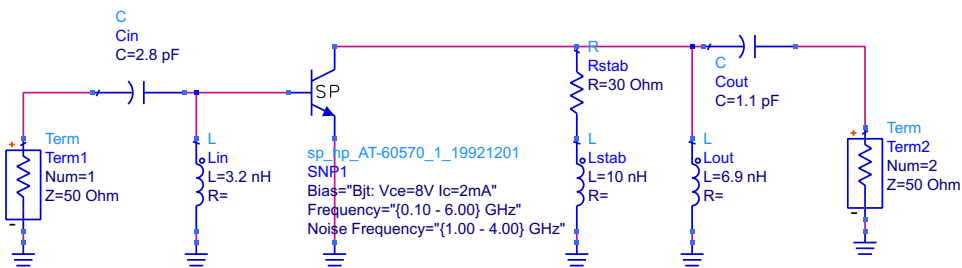 C
Cin
C=2.8 pF
R
Rstab
R=30 Ohm
C
Cout
C=1.1 pF
SP
Term
Term1
Num=1
Z=50 Ohm
+
-
L
Lin
L=3.2 nH
R=
sp_hp_AT-60570_1_19921201
SNP1
Bias="Bjt: Vce=8V Ic=2mA"
Frequency="{0.10 - 6.00} GHz"
Noise Frequency="{1.00 - 4.00} GHz"
L
Lstab
L=10 nH
R=
L
Lout
L=6.9 nH
R=
Term
Term2
Num=2
Z=50 Ohm
+
-